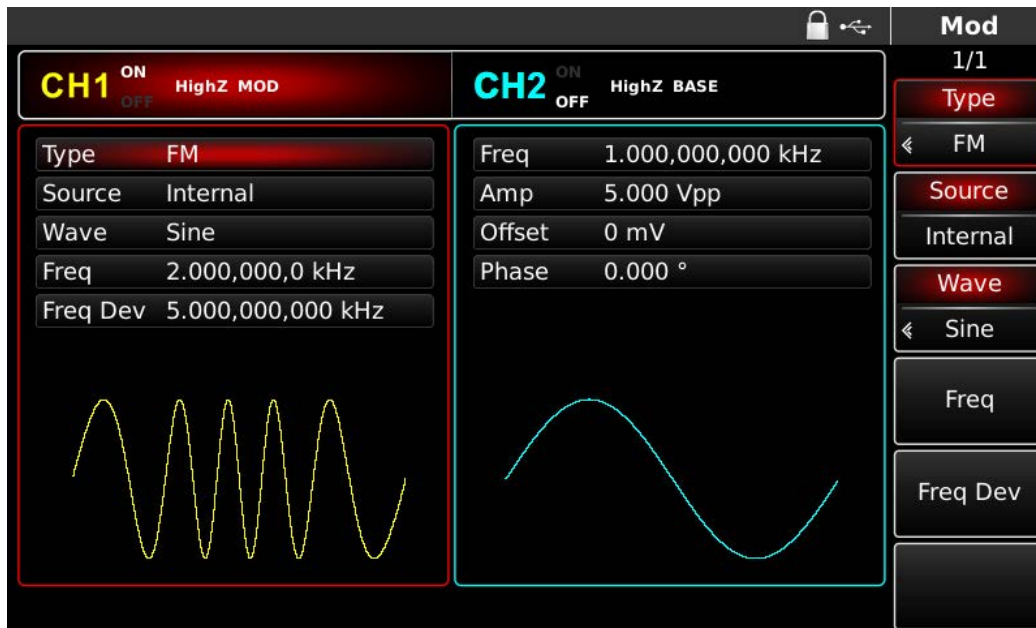 Mod
1/1
CH1 ON OFF HighZ MOD
CH2 ON OFF HighZ BASE
Type FM
Source Internal
Wave Sine
Freq 2.000,000,0 kHz
Freq Dev 5.000,000,000 kHz
Freq 1.000,000,000 kHz
Amp 5.000 Vpp
Offset 0 mV
Phase 0.000 °
Type
FM
Source
Internal
Wave
Sine
Freq
Freq Dev